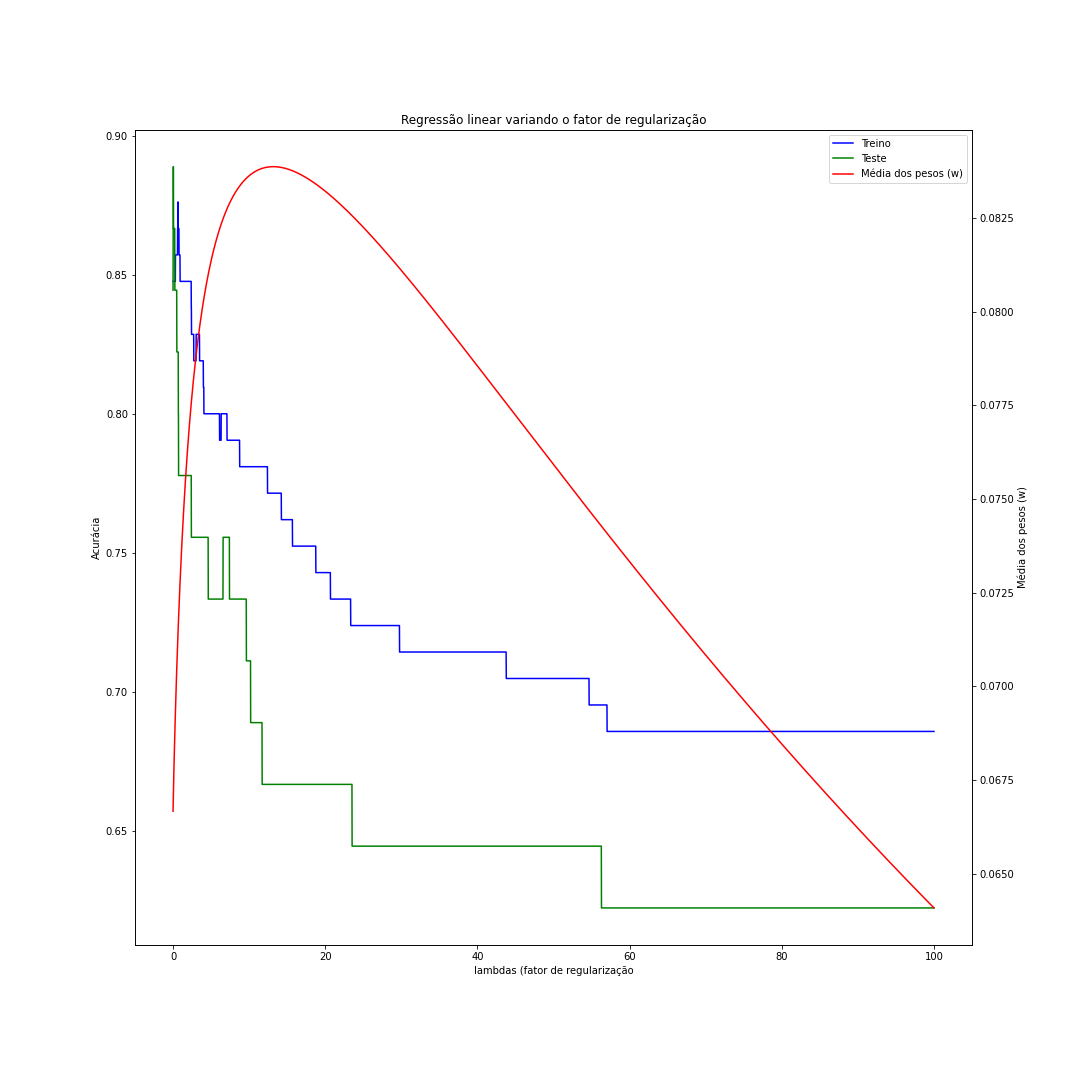 Regressão linear variando o fator de regularização
Treino
Teste
Média dos pesos (w)
0.90
0.85
0.80
0.75
0.70
0.65
Acurácia
0.0825
0.0800
0.0775
0.0750
0.0725
0.0700
0.0675
0.0650
Média dos pesos (w)
0 20 40 60 80 100
lambdas (fator de regularização